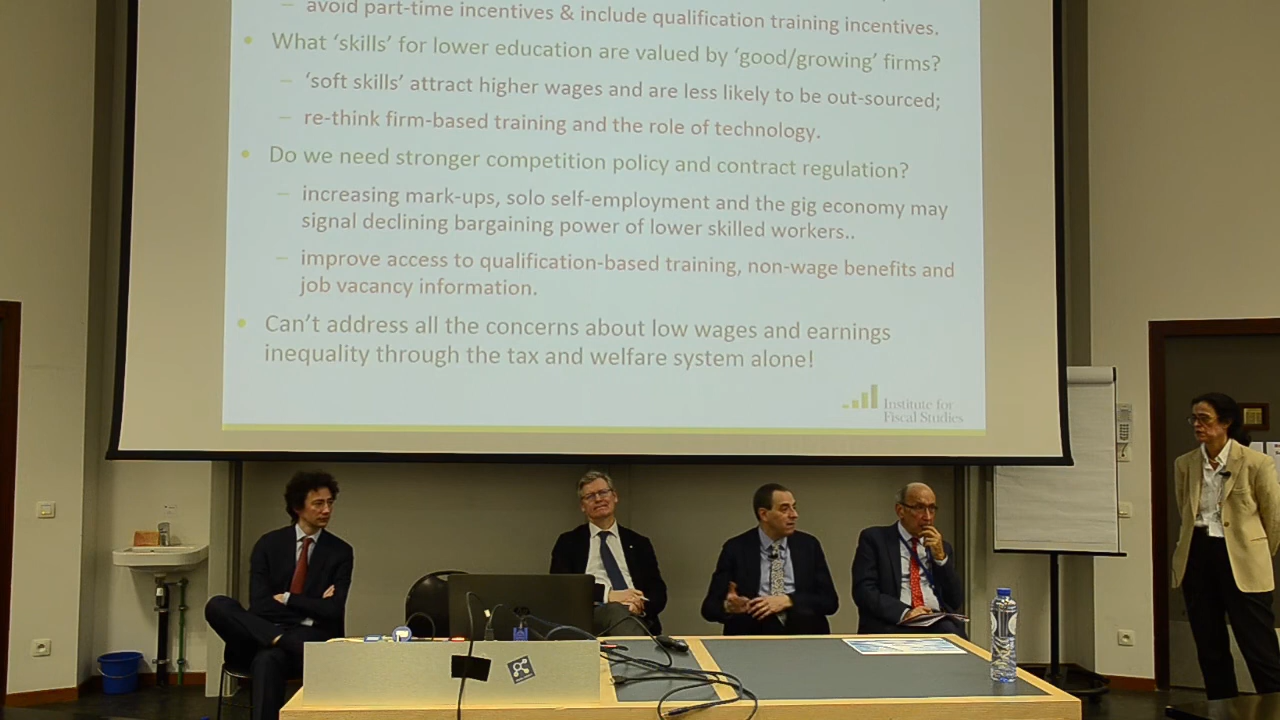 – avoid part-time incentives & include qualification training incentives.
• What ‘skills’ for lower education are valued by ‘good/growing’ firms?
– ‘soft skills’ attract higher wages and are less likely to be out-sourced;
– re-think firm-based training and the role of technology.
• Do we need stronger competition policy and contract regulation?
– increasing mark-ups, solo self-employment and the gig economy may
signal declining bargaining power of lower skilled workers..
– improve access to qualification-based training, non-wage benefits and
job vacancy information.
• Can’t address all the concerns about low wages and earnings
inequality through the tax and welfare system alone!
Institute for
Fiscal Studies